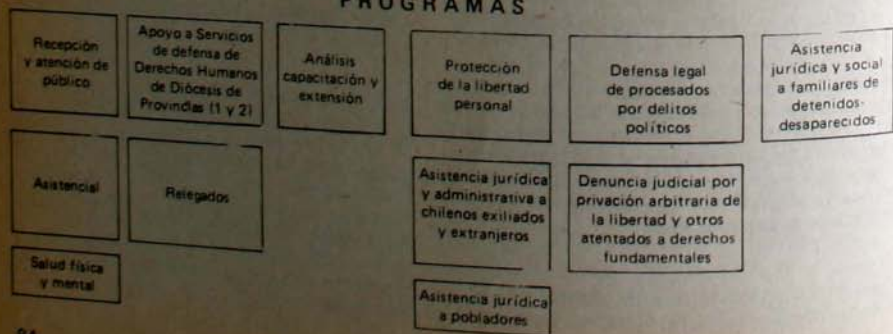 PROGRAMAS
Recepción
y atención de
público
Apoyo a Servicios
de defensa de
Derechos Humanos
de Diócesis de
Provincias (1 y 2)
Análisis
capacitación y
extensión
Protección
de la libertad
personal
Defensa legal
de procesados
por delitos
políticos
Asistencia
jurídica y social
a familiares de
detenidos-
desaparecidos
Asistencial
Relegados
Asistencia jurídica
y administrativa a
chilenos exiliados
y extranjeros
Denuncia judicial por
privación arbitraria de
la libertad y otros
atentados a derechos
fundamentales
Salud física
y mental
Asistencia jurídica
a pobladores